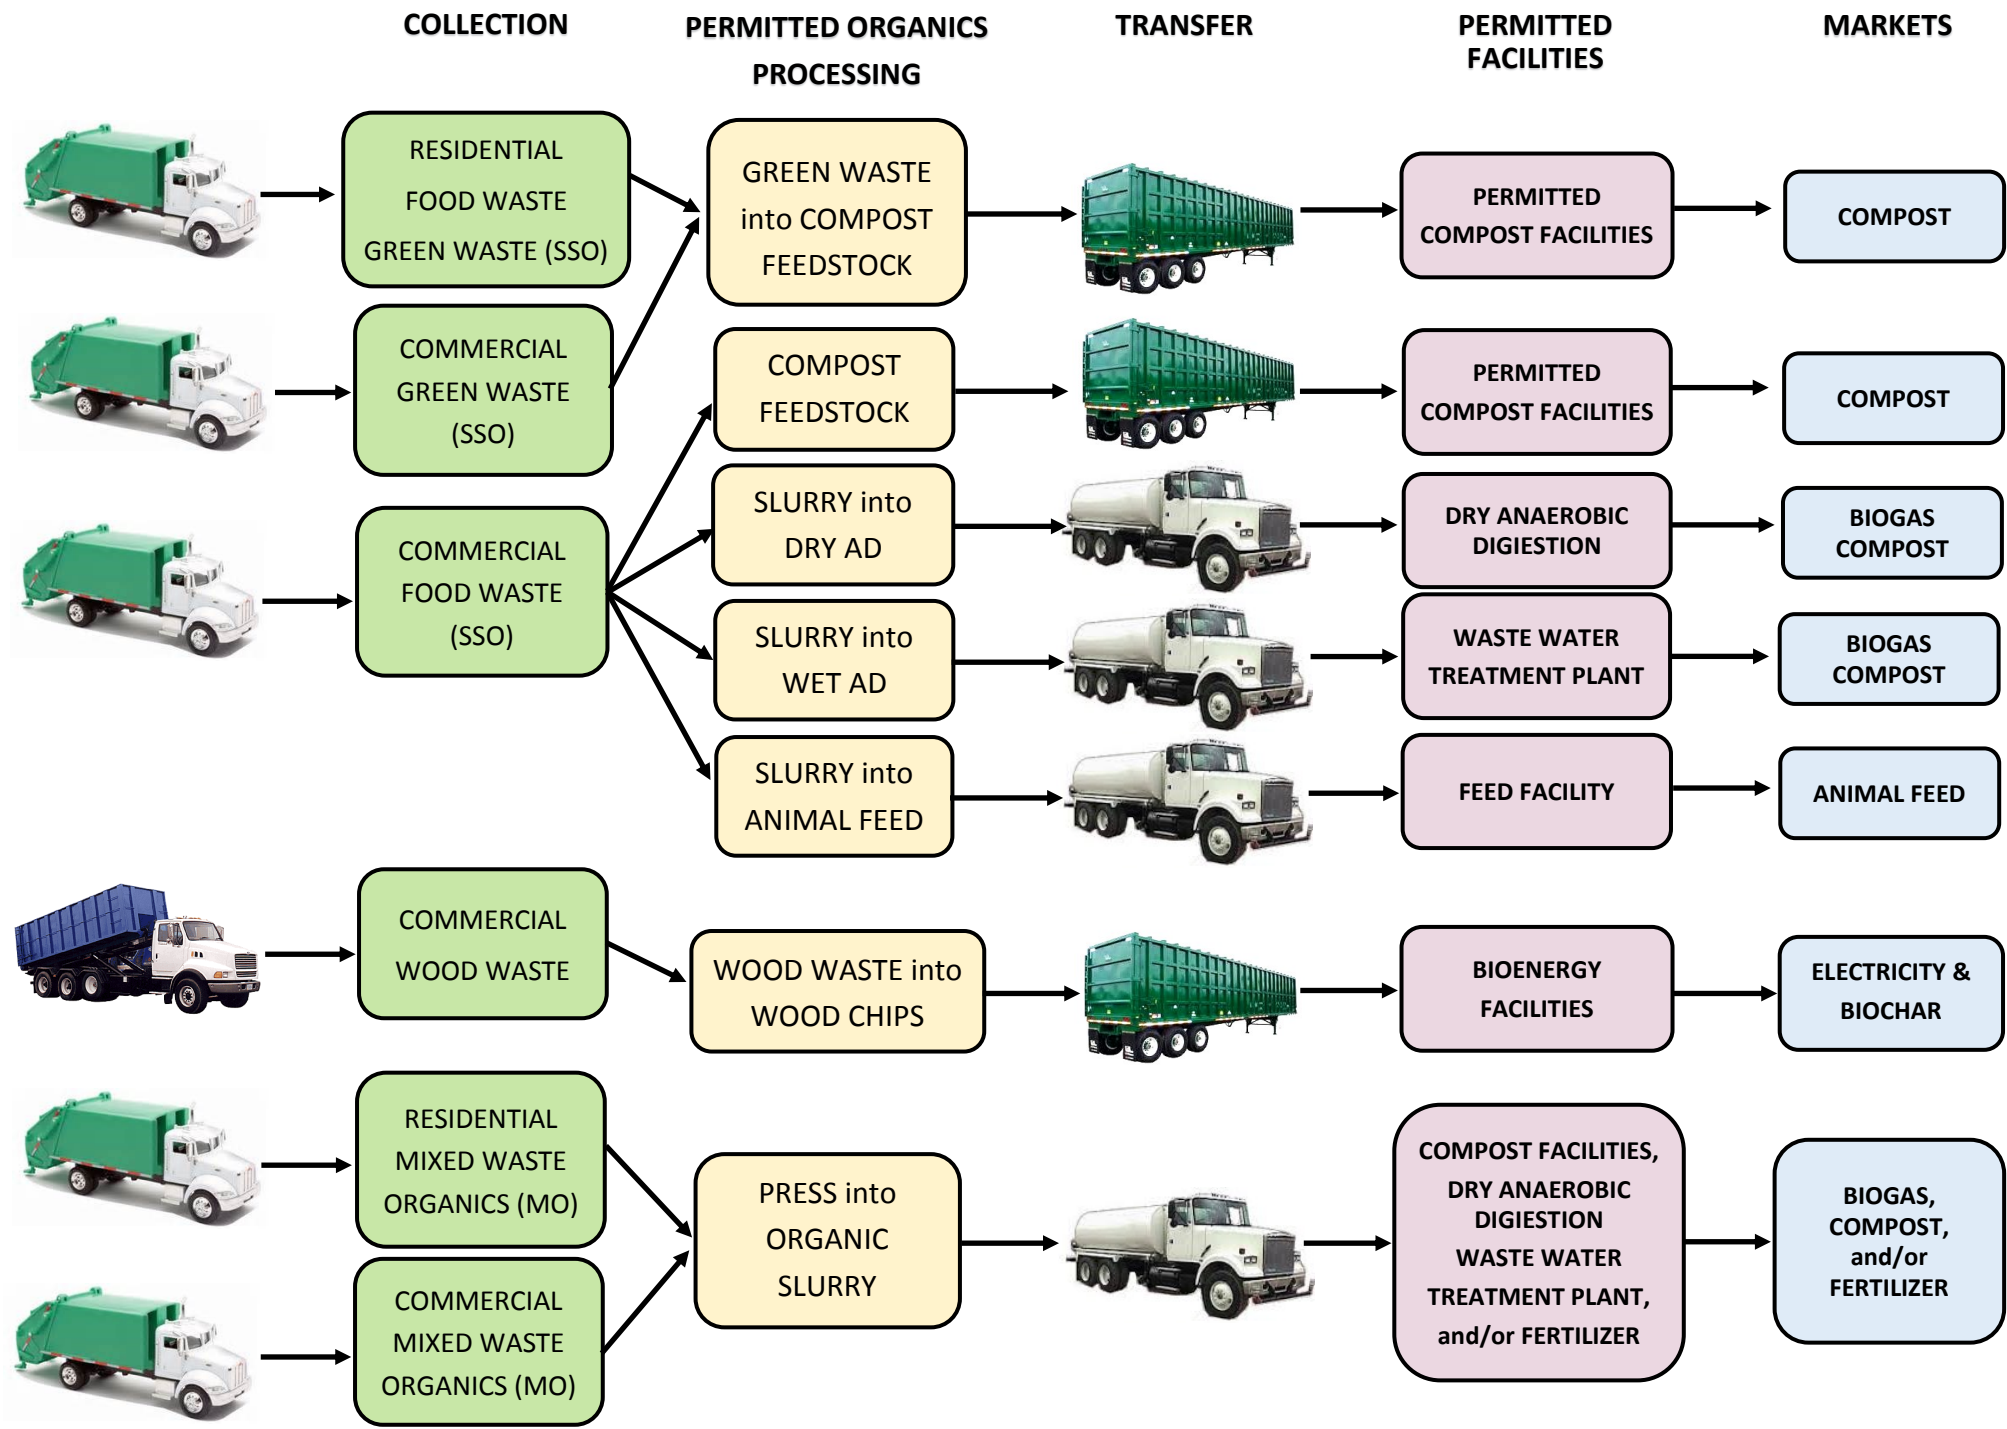 COLLECTION
PERMITTED ORGANICS
PROCESSING
TRANSFER
PERMITTED
FACILITIES
MARKETS
RESIDENTIAL
FOOD WASTE
GREEN WASTE (SSO)
GREEN WASTE
into COMPOST
FEEDSTOCK
PERMITTED
COMPOST FACILITIES
COMPOST
COMMERCIAL
GREEN WASTE
(SSO)
COMPOST
FEEDSTOCK
PERMITTED
COMPOST FACILITIES
COMPOST
COMMERCIAL
FOOD WASTE
(SSO)
SLURRY into
DRY AD
DRY ANAEROBIC
DIGIESTION
BIOGAS
COMPOST
SLURRY into
WET AD
WASTE WATER
TREATMENT PLANT
BIOGAS
COMPOST
SLURRY into
ANIMAL FEED
FEED FACILITY
ANIMAL FEED
COMMERCIAL
WOOD WASTE
WOOD WASTE into
WOOD CHIPS
BIOENERGY
FACILITIES
ELECTRICITY &
BIOCHAR
RESIDENTIAL
MIXED WASTE
ORGANICS (MO)
COMMERCIAL
MIXED WASTE
ORGANICS (MO)
PRESS into
ORGANIC
SLURRY
COMPOST FACILITIES,
DRY ANAEROBIC
DIGIESTION
WASTE WATER
TREATMENT PLANT,
and/or FERTILIZER
BIOGAS,
COMPOST,
and/or
FERTILIZER